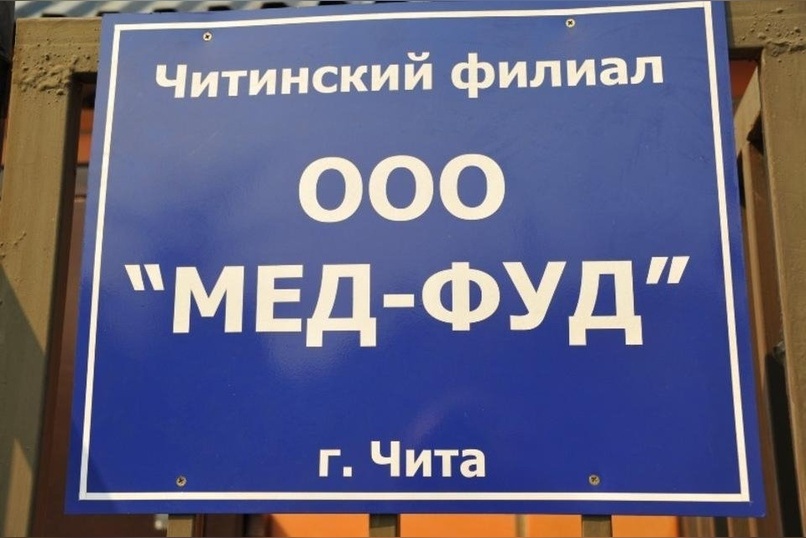 Читинский филиал
ООО
“МЕД-ФУД”
г. Чита